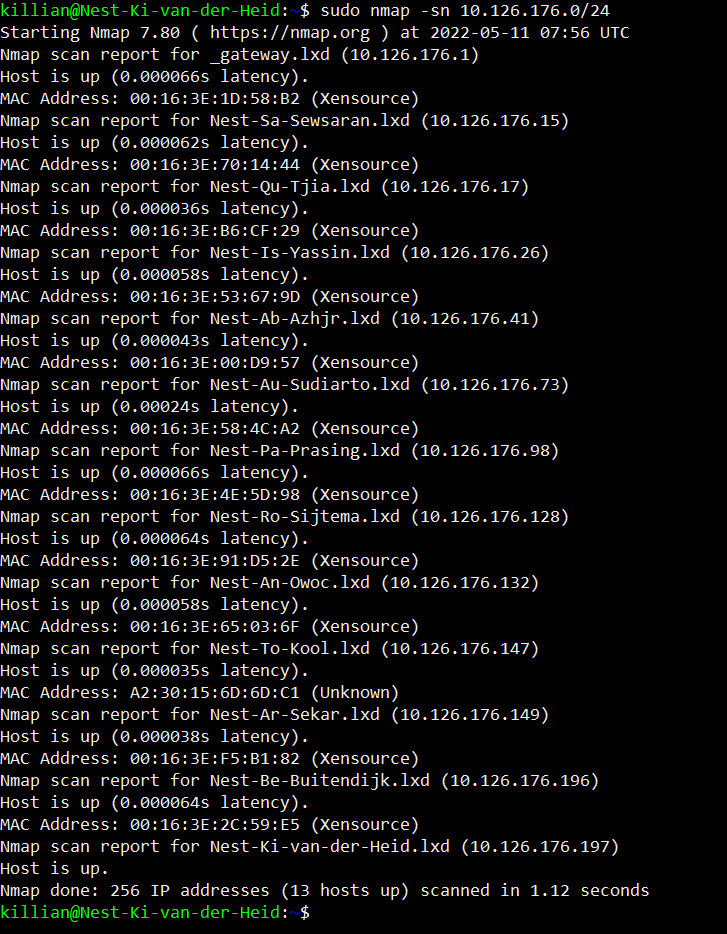 killian@Nest-Ki-van-der-Heid:~$ sudo nmap -sn 10.126.176.0/24
Starting Nmap 7.80 ( https://nmap.org ) at 2022-05-11 07:56 UTC
Nmap scan report for _gateway.lxd (10.126.176.1)
Host is up (0.000066s latency).
MAC Address: 00:16:3E:1D:58:B2 (Xensource)
Nmap scan report for Nest-Sa-Sewsaran.lxd (10.126.176.15)
Host is up (0.000062s latency).
MAC Address: 00:16:3E:70:14:44 (Xensource)
Nmap scan report for Nest-Qu-Tjia.lxd (10.126.176.17)
Host is up (0.000036s latency).
MAC Address: 00:16:3E:B6:CF:29 (Xensource)
Nmap scan report for Nest-Is-Yassin.lxd (10.126.176.26)
Host is up (0.000058s latency).
MAC Address: 00:16:3E:53:67:9D (Xensource)
Nmap scan report for Nest-Ab-Azhjr.lxd (10.126.176.41)
Host is up (0.000043s latency).
MAC Address: 00:16:3E:00:D9:57 (Xensource)
Nmap scan report for Nest-Au-Sudiarto.lxd (10.126.176.73)
Host is up (0.00024s latency).
MAC Address: 00:16:3E:58:4C:A2 (Xensource)
Nmap scan report for Nest-Pa-Prasing.lxd (10.126.176.98)
Host is up (0.000066s latency).
MAC Address: 00:16:3E:4E:5D:98 (Xensource)
Nmap scan report for Nest-Ro-Sijtema.lxd (10.126.176.128)
Host is up (0.000064s latency).
MAC Address: 00:16:3E:91:D5:2E (Xensource)
Nmap scan report for Nest-An-Owoc.lxd (10.126.176.132)
Host is up (0.000058s latency).
MAC Address: 00:16:3E:65:03:6F (Xensource)
Nmap scan report for Nest-To-Kool.lxd (10.126.176.147)
Host is up (0.000035s latency).
MAC Address: A2:30:15:6D:6D:C1 (Unknown)
Nmap scan report for Nest-Ar-Sekar.lxd (10.126.176.149)
Host is up (0.000038s latency).
MAC Address: 00:16:3E:F5:B1:82 (Xensource)
Nmap scan report for Nest-Be-Buitendijk.lxd (10.126.176.196)
Host is up (0.000064s latency).
MAC Address: 00:16:3E:2C:59:E5 (Xensource)
Nmap scan report for Nest-Ki-van-der-Heid.lxd (10.126.176.197)
Host is up.
Nmap done: 256 IP addresses (13 hosts up) scanned in 1.12 seconds
killian@Nest-Ki-van-der-Heid:~$